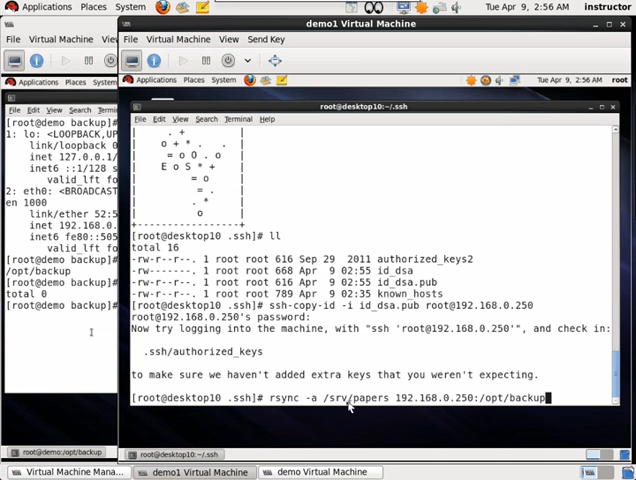 Applications Places System Tue Apr 9, 2:56 AM instructor
demo1 Virtual Machine
File Virtual Machine
File Virtual Machine View Send Key
Applications Places System
Applications Places System Tue Apr 9, 2:56 AM root
root@desktop10:~/.ssh
File Edit View Search Terminal
File Edit View Search Terminal Help
[root@demo backup]#
1: lo: <LOOPBACK,UP
link/loopback 0
inet 127.0.0.1/
inet6 ::1/128 s
valid_lft fo
2: eth0: <BROADCAST
en 1000
link/ether 52:5
inet 192.168.0.
inet6 fe80::505
valid_lft fo
[root@demo backup]#
/opt/backup
[root@demo backup]#
total 0
[root@demo backup]#
| . + |
| o + * . . |
| = o O . o |
| E o S * + |
| = o |
| = . |
| . * |
| o |
+-----------------+
[root@desktop10 .ssh]# ll
total 16
-rw-r--r--. 1 root root 616 Sep 29 2011 authorized_keys2
-rw-------. 1 root root 668 Apr 9 02:55 id_dsa
-rw-r--r--. 1 root root 616 Apr 9 02:55 id_dsa.pub
-rw-r--r--. 1 root root 789 Apr 9 02:35 known_hosts
[root@desktop10 .ssh]# ssh-copy-id -i id_dsa.pub root@192.168.0.250
root@192.168.0.250's password:
Now try logging into the machine, with "ssh 'root@192.168.0.250'", and check in:
.ssh/authorized_keys
to make sure we haven't added extra keys that you weren't expecting.
[root@desktop10 .ssh]# rsync -a /srv/papers 192.168.0.250:/opt/backup
root@demo:/opt/backup
root@desktop10:~/.ssh
Virtual Machine Mana...
demo1 Virtual Machine
demo Virtual Machine